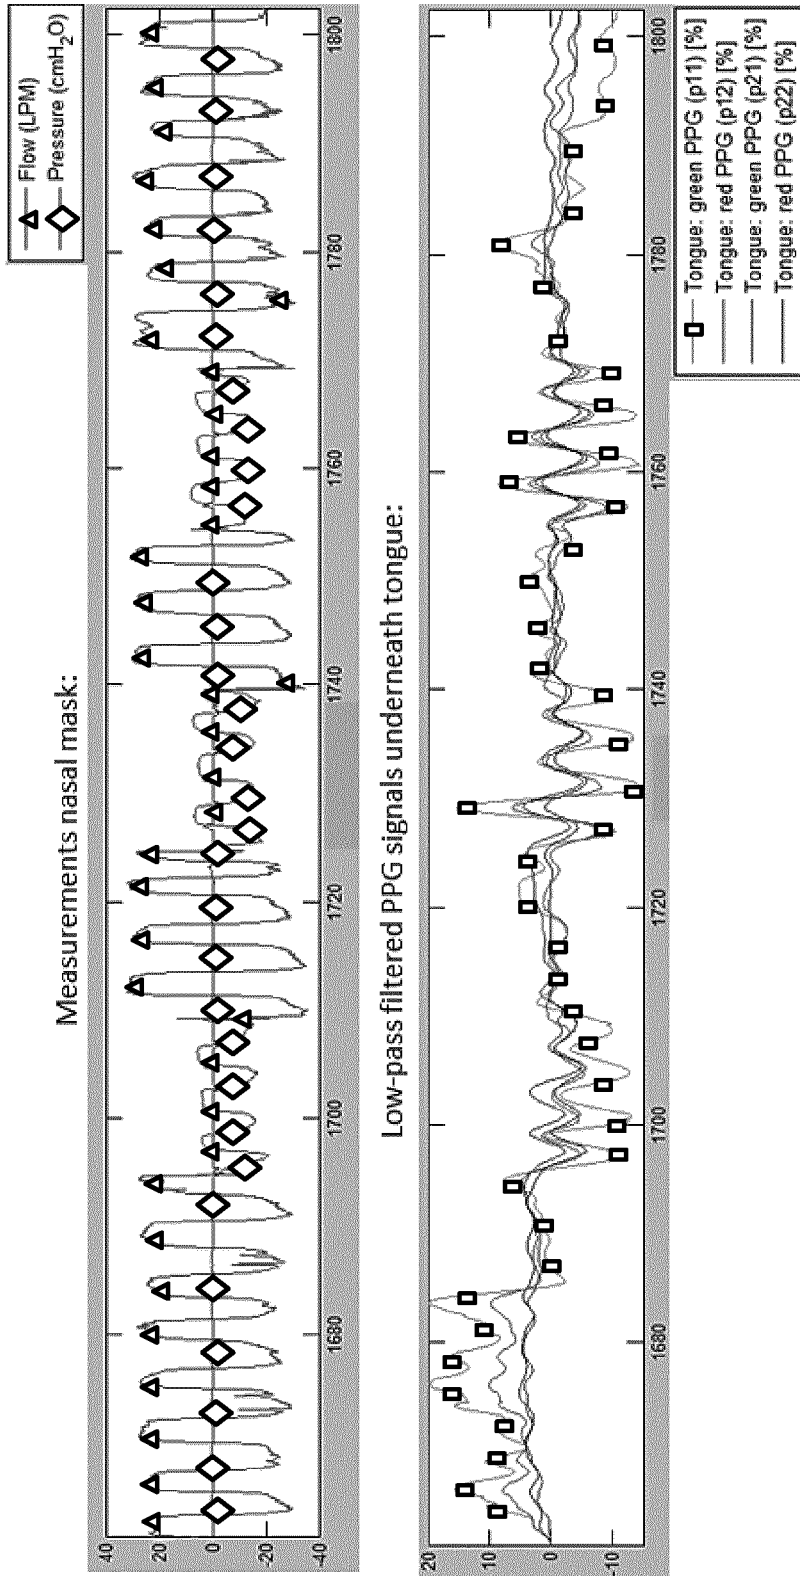 Measurements nasal mask:
Flow (LPM)
Pressure (cmH₂O)
40
20
0
-20
-40
1680
1700
1720
1740
1760
1780
1800
Low-pass filtered PPG signals underneath tongue:
20
10
0
-10
1680
1700
1720
1740
1760
1780
1800
Tongue: green PPG (p11) [%]
Tongue: red PPG (p12) [%]
Tongue: green PPG (p21) [%]
Tongue: red PPG (p22) [%]